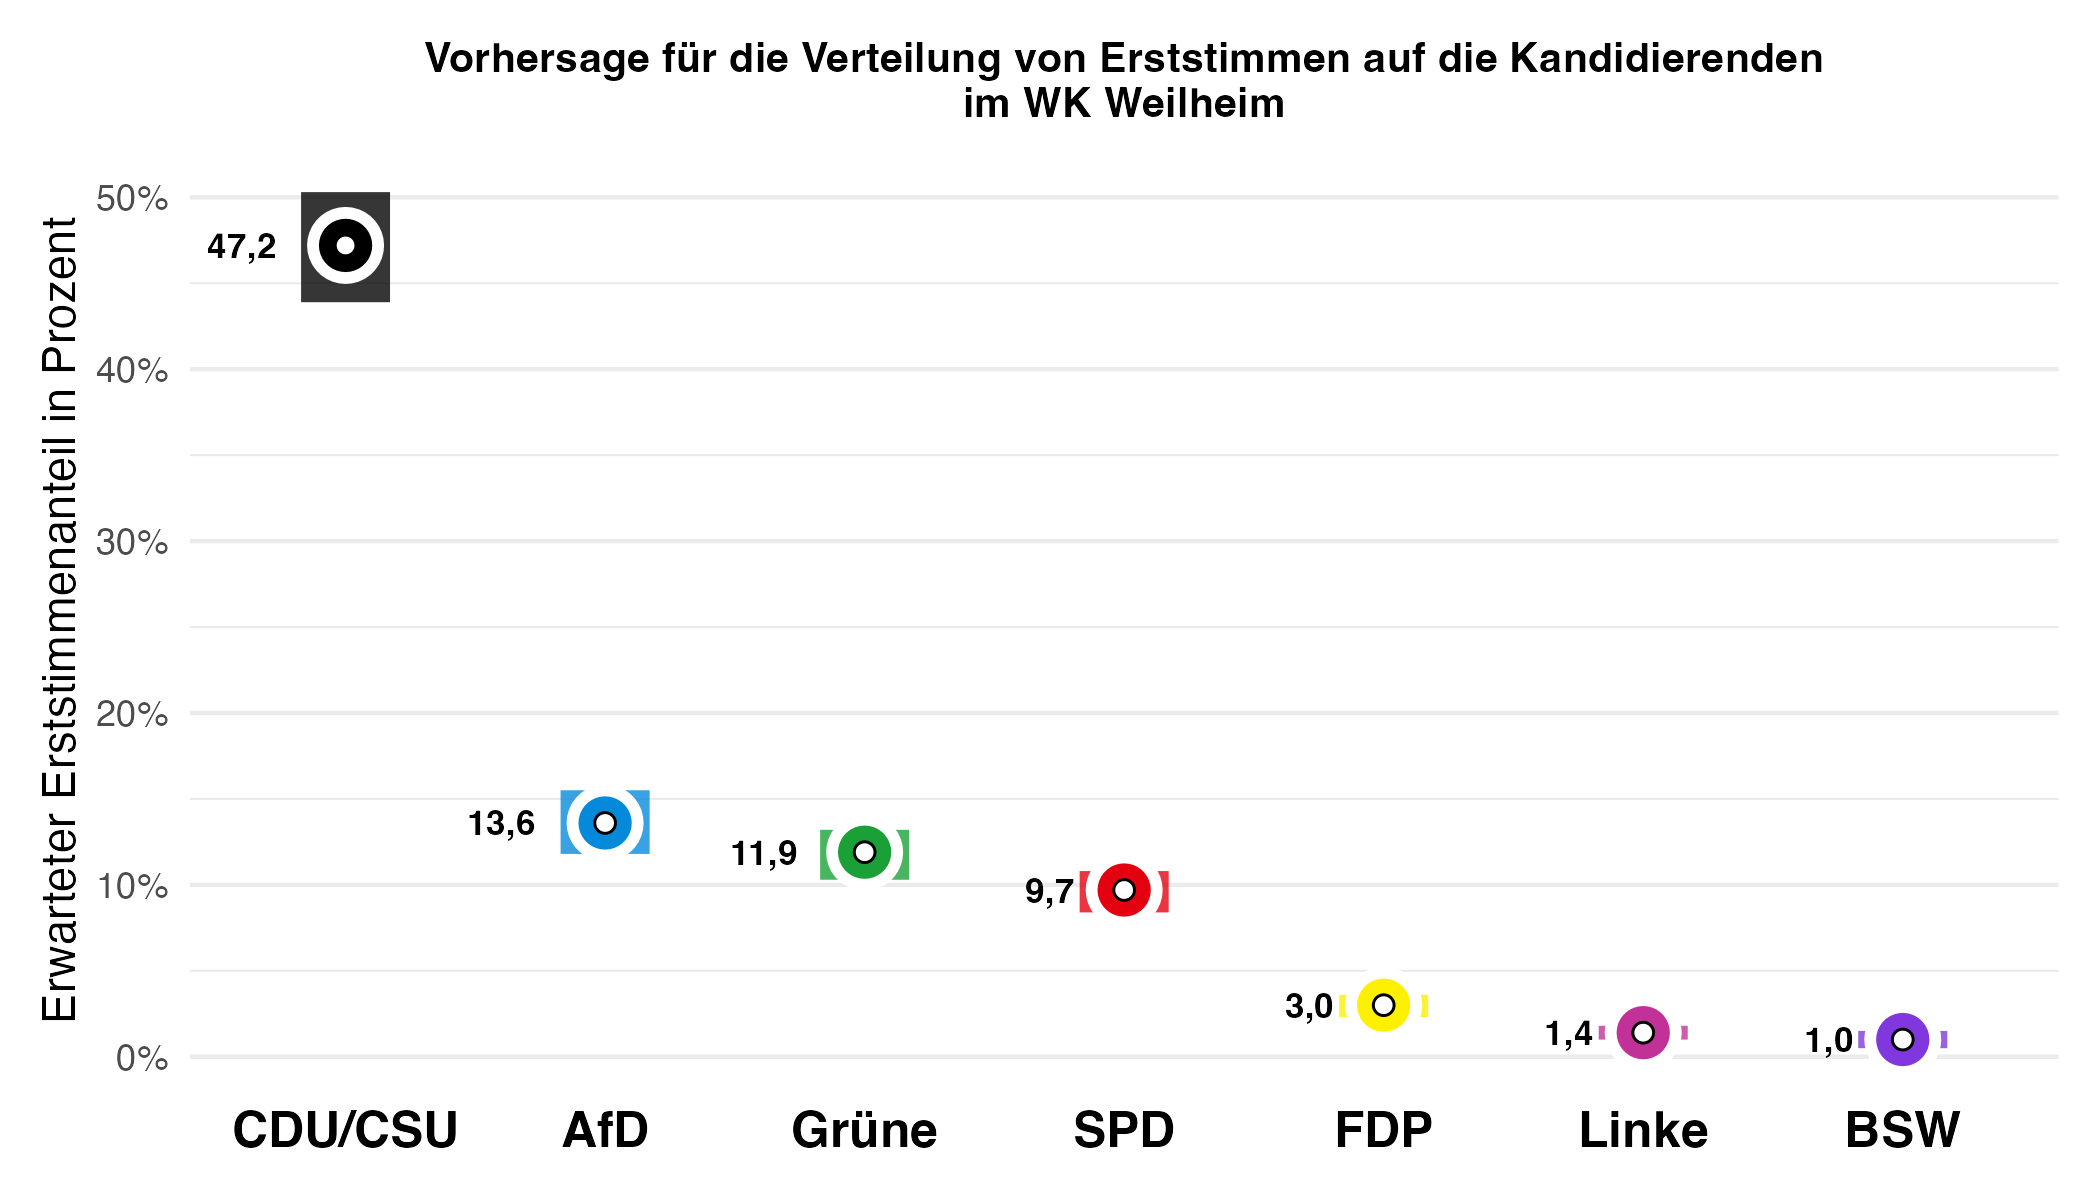 Vorhersage für die Verteilung von Erststimmen auf die Kandidierenden
im WK Weilheim
Erwarteter Erststimmenanteil in Prozent
50%
40%
30%
20%
10%
0%
47,2
13,6
11,9
9,7
3,0
1,4
1,0
CDU/CSU
AfD
Grüne
SPD
FDP
Linke
BSW